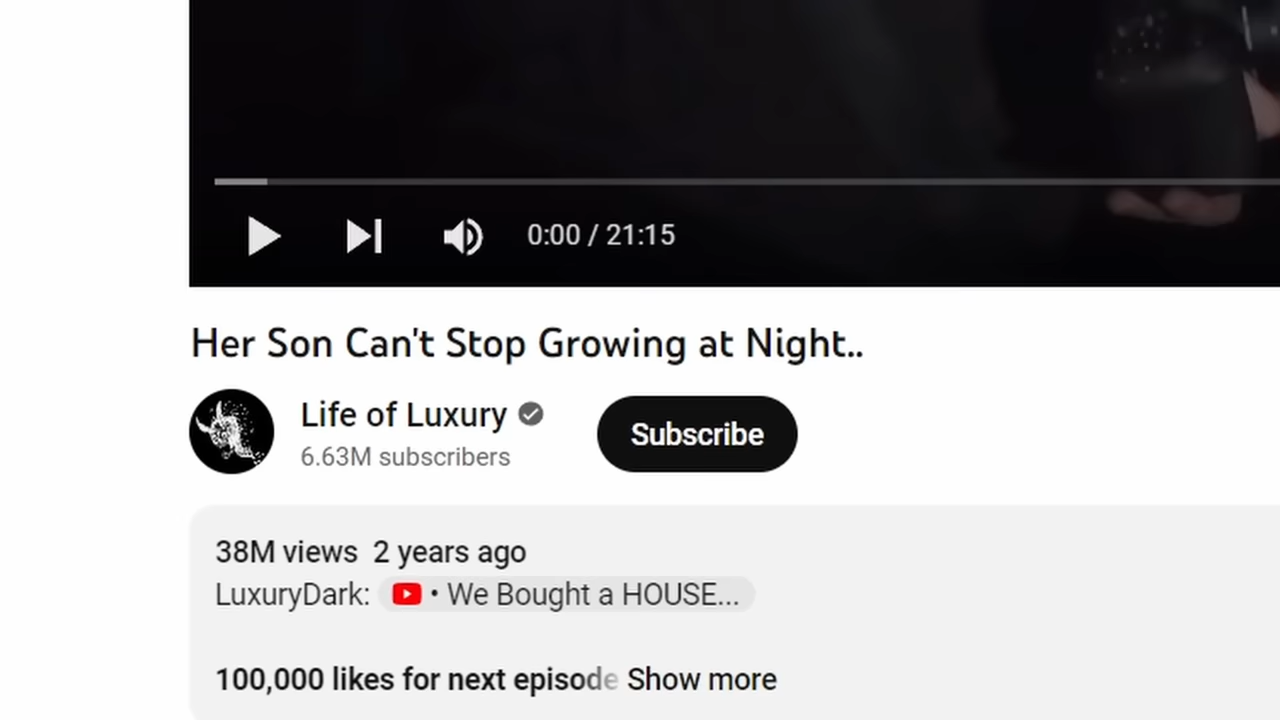 0:00 / 21:15
Her Son Can't Stop Growing at Night..
Life of Luxury
6.63M subscribers
Subscribe
38M views 2 years ago
LuxuryDark: • We Bought a HOUSE...
100,000 likes for next episode Show more